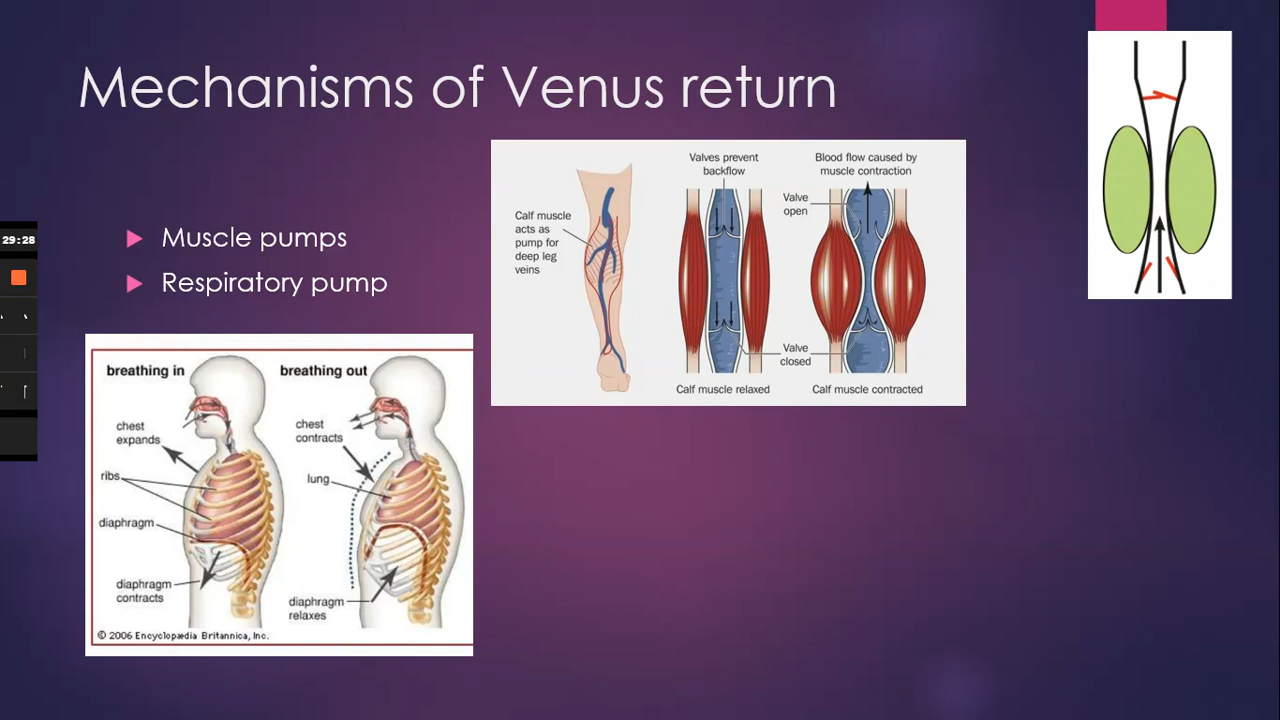 Mechanisms of Venus return
Muscle pumps
Respiratory pump
29:28
Valves prevent
backflow
Blood flow caused by
muscle contraction
Valve
open
Calf muscle
acts as
pump for
deep leg
veins
Valve
closed
Calf muscle relaxed
Calf muscle contracted
breathing in
breathing out
chest
expands
chest
contracts
ribs
lung
diaphragm
diaphragm
contracts
diaphragm
relaxes
© 2006 Encyclopædia Britannica, Inc.